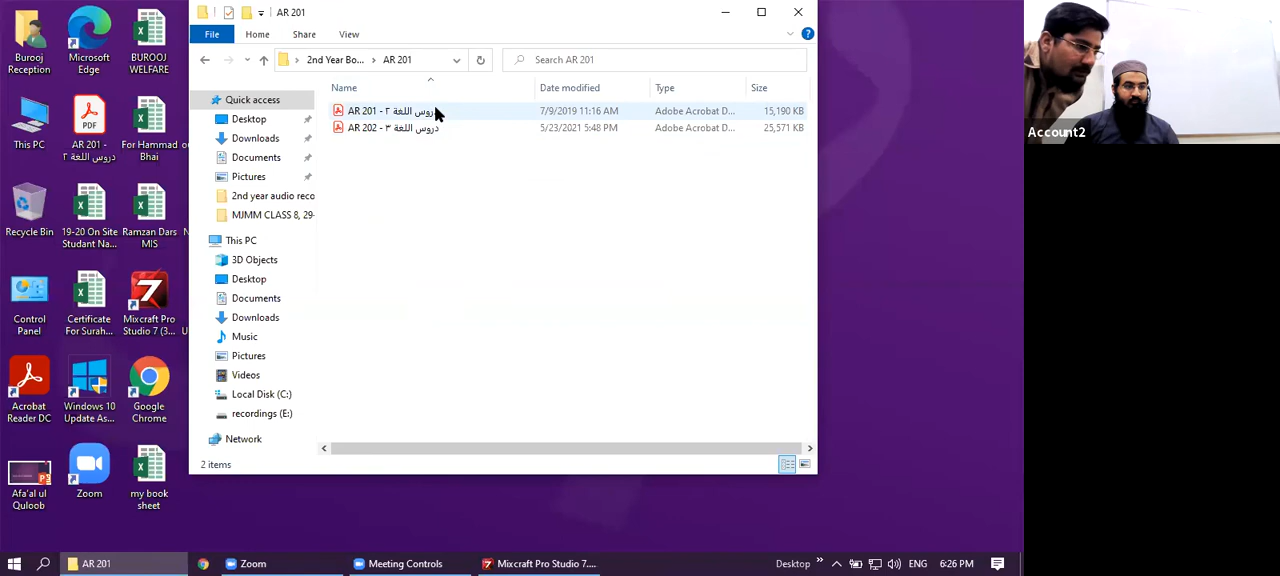 AR 201
File
Home
Share
View
2nd Year Bo...
AR 201
Search AR 201
Name
Date modified
Type
Size
AR 201 - دروس اللغة ٢
7/9/2019 11:16 AM
Adobe Acrobat D...
15,190 KB
AR 202 - دروس اللغة ٣
5/23/2021 5:48 PM
Adobe Acrobat D...
25,571 KB
Quick access
Desktop
Downloads
Documents
Pictures
2nd year audio reco
MJMM CLASS 8, 29-
This PC
3D Objects
Desktop
Documents
Downloads
Music
Pictures
Videos
Local Disk (C:)
recordings (E:)
Network
2 items
Burooj
Reception
Microsoft
Edge
BUROOJ
WELFARE
This PC
AR 201 -
دروس اللغة ٢
For Hammad
Bhai
Recycle Bin
19-20 On Site
Studant Na...
Ramzan Dars
MIS
Control
Panel
Certificate
For Surah...
Mixcraft Pro
Studio 7 (3...
Acrobat
Reader DC
Windows 10
Update As...
Google
Chrome
Afa'al ul
Quloob
Zoom
my book
sheet
Account2
AR 201
Zoom
Meeting Controls
Mixcraft Pro Studio 7....
Desktop
ENG
6:26 PM